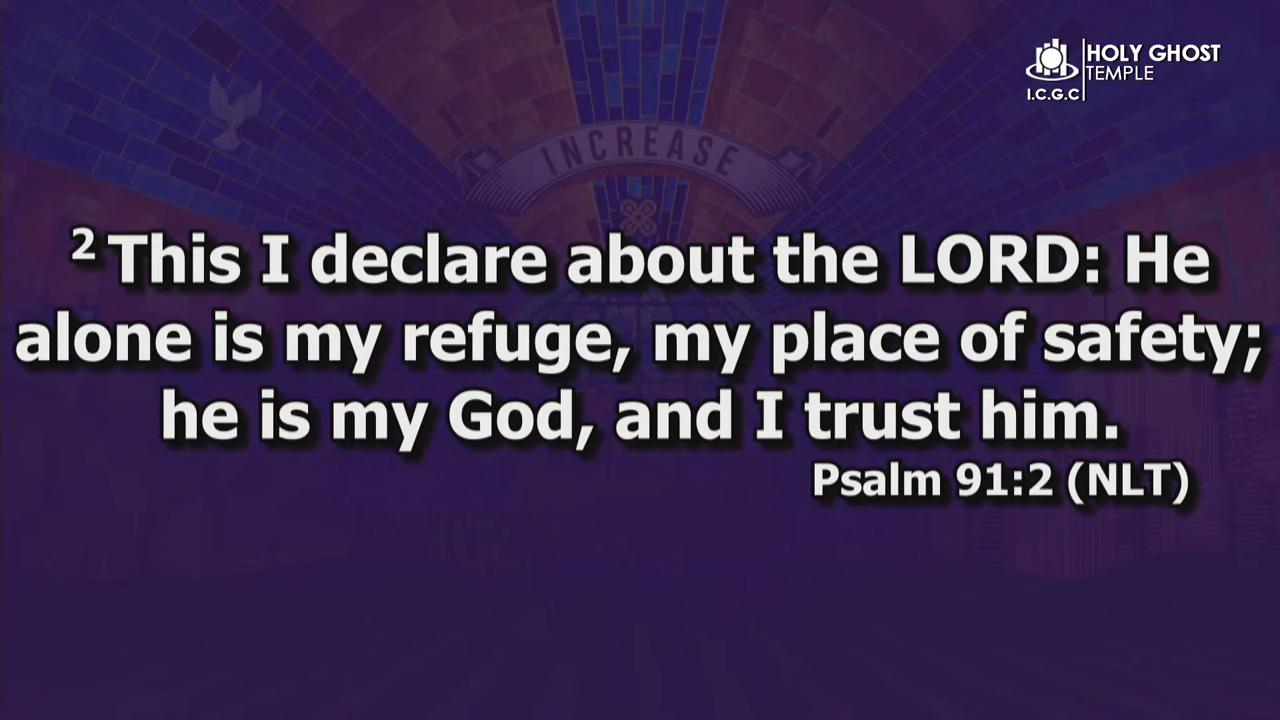 HOLY GHOST
TEMPLE
I.C.G.C
INCREASE
2 This I declare about the LORD: He
alone is my refuge, my place of safety;
he is my God, and I trust him.
Psalm 91:2 (NLT)